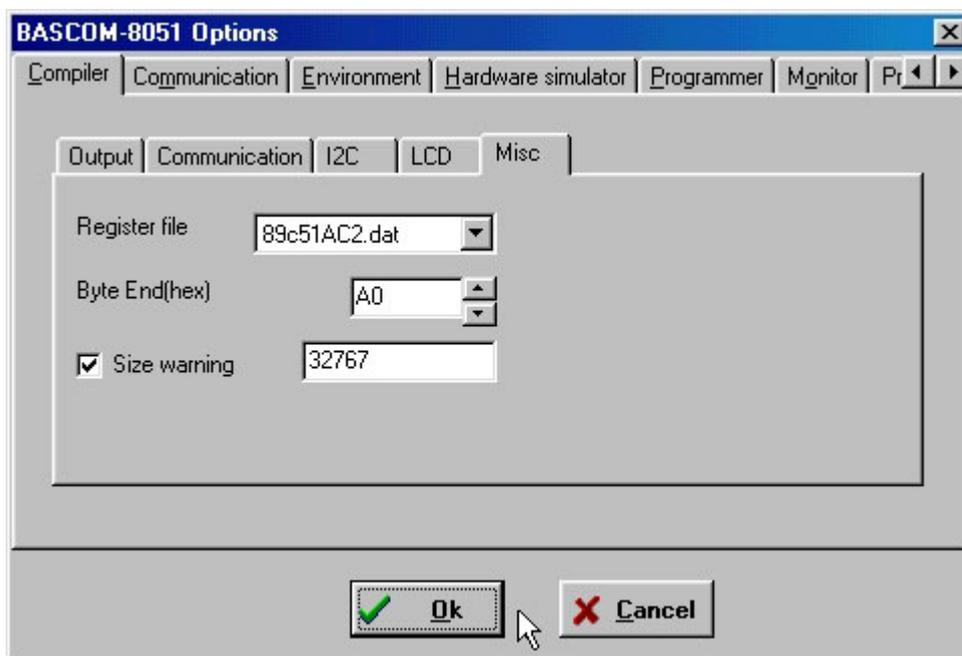 BASCOM-8051 Options
Compiler Communication Environment Hardware simulator Programmer Monitor
Output Communication I2C LCD Misc
Register file 89c51AC2.dat
Byte End(hex) A0
Size warning 32767
Ok Cancel